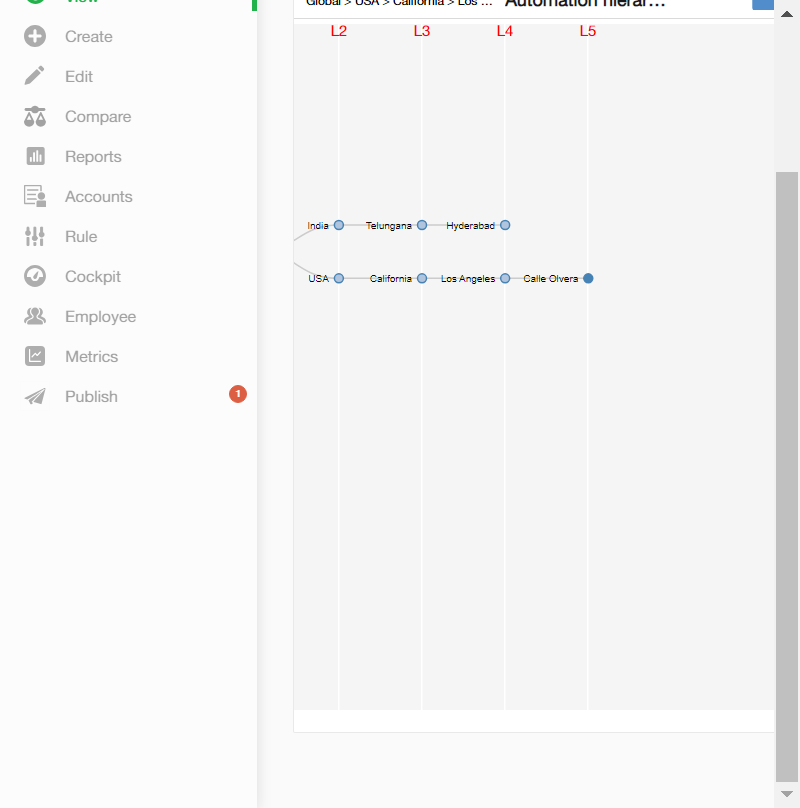 View
Create
Edit
Compare
Reports
Accounts
Rule
Cockpit
Employee
Metrics
Publish
1
Global > USA > California > Los ...
Automation hierar...
L2 L3 L4 L5
India Telungana Hyderabad
USA California Los Angeles Calle Olvera